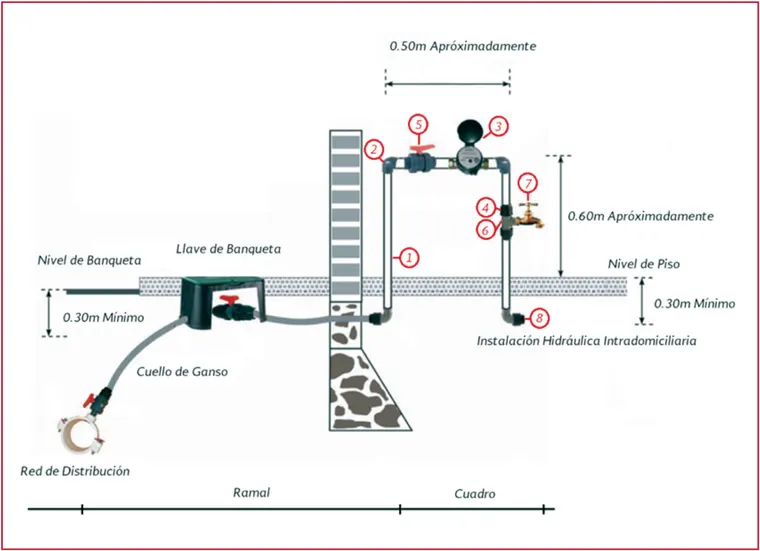 0.50m Apróximadamente
5
3
2
7
4
0.60m Apróximadamente
6
Llave de Banqueta
Nivel de Banqueta
1
Nivel de Piso
0.30m Mínimo
0.30m Mínimo
8
Instalación Hidráulica Intradomiciliaria
Cuello de Ganso
Red de Distribución
Ramal
Cuadro